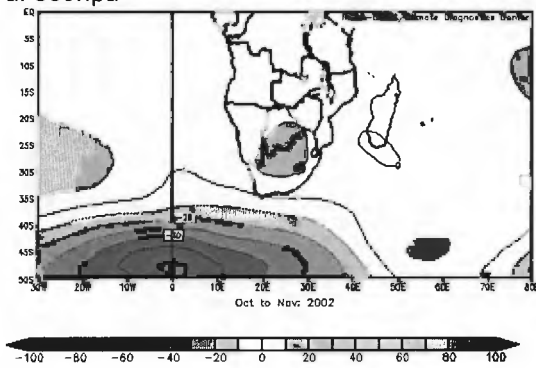 Climate Diagnostics Center
EQ
5S
10S
15S
20S
25S
30S
35S
40S
45S
50S
30W 20W 10W 0 10E 20E 30E 40E 50E 60E 70E 80E
Oct to Nov: 2002
-100 -80 -60 -40 -20 0 20 40 60 80 100